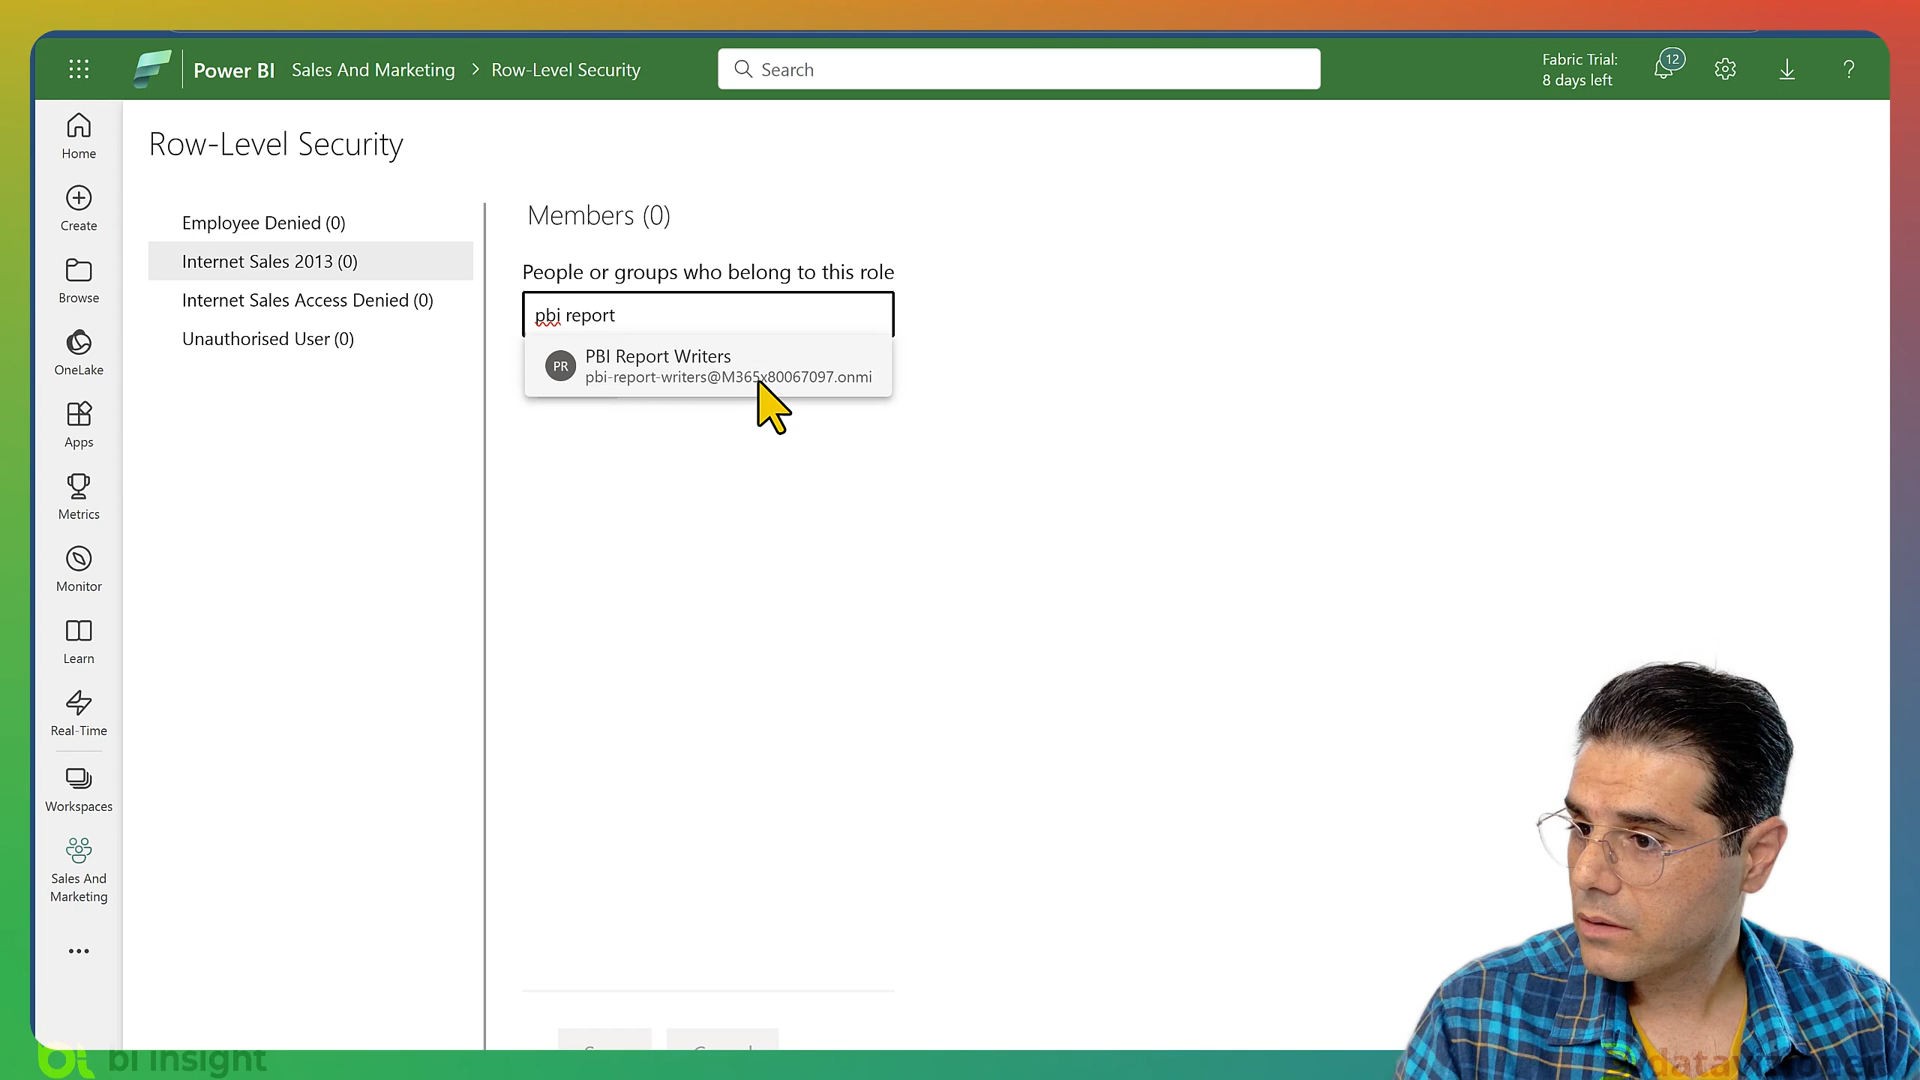 Power BI Sales And Marketing > Row-Level Security
Search
Fabric Trial:
8 days left
12
?
Home
Create
Browse
OneLake
Apps
Metrics
Monitor
Learn
Real-Time
Workspaces
Sales And
Marketing
Row-Level Security
Employee Denied (0)
Internet Sales 2013 (0)
Internet Sales Access Denied (0)
Unauthorised User (0)
Members (0)
People or groups who belong to this role
pbi report
PR
PBI Report Writers
pbi-report-writers@M365x80067097.onmi
bi insight